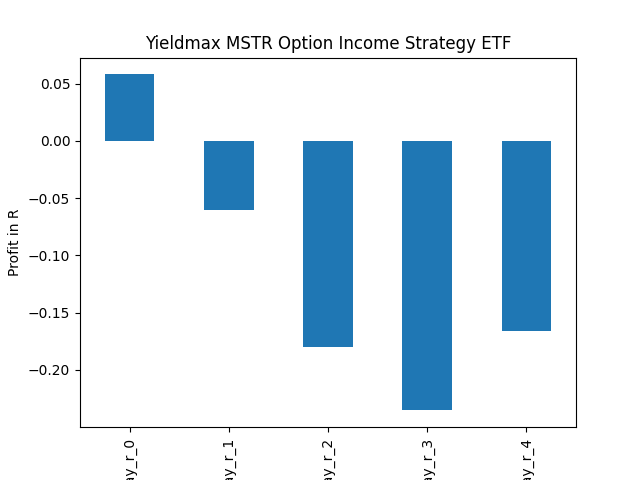 Yieldmax MSTR Option Income Strategy ETF
Profit in R
0.05
0.00
−0.05
−0.10
−0.15
−0.20
ay_r_0
ay_r_1
ay_r_2
ay_r_3
ay_r_4